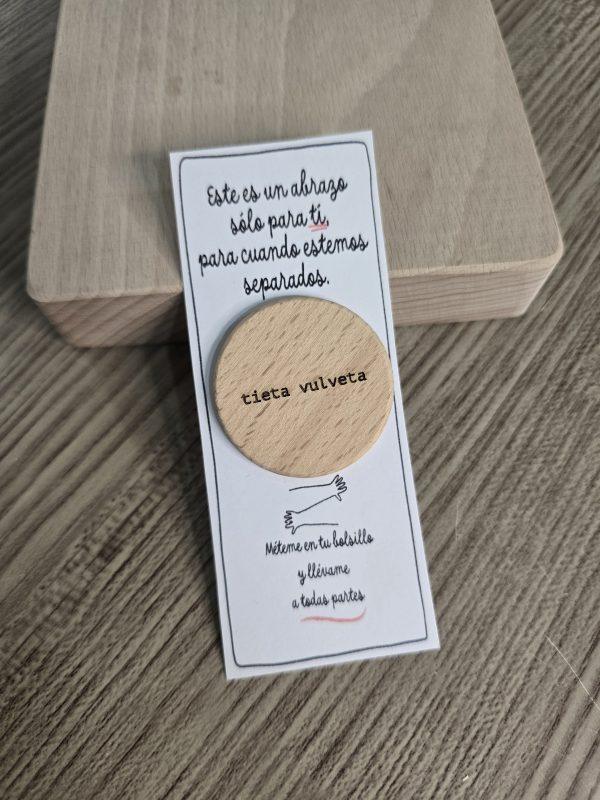 Este es un abrazo
sólo para tí,
para cuando estemos
separados.
tieta vulveta
Méteme en tu bolsillo
y llévame
a todas partes